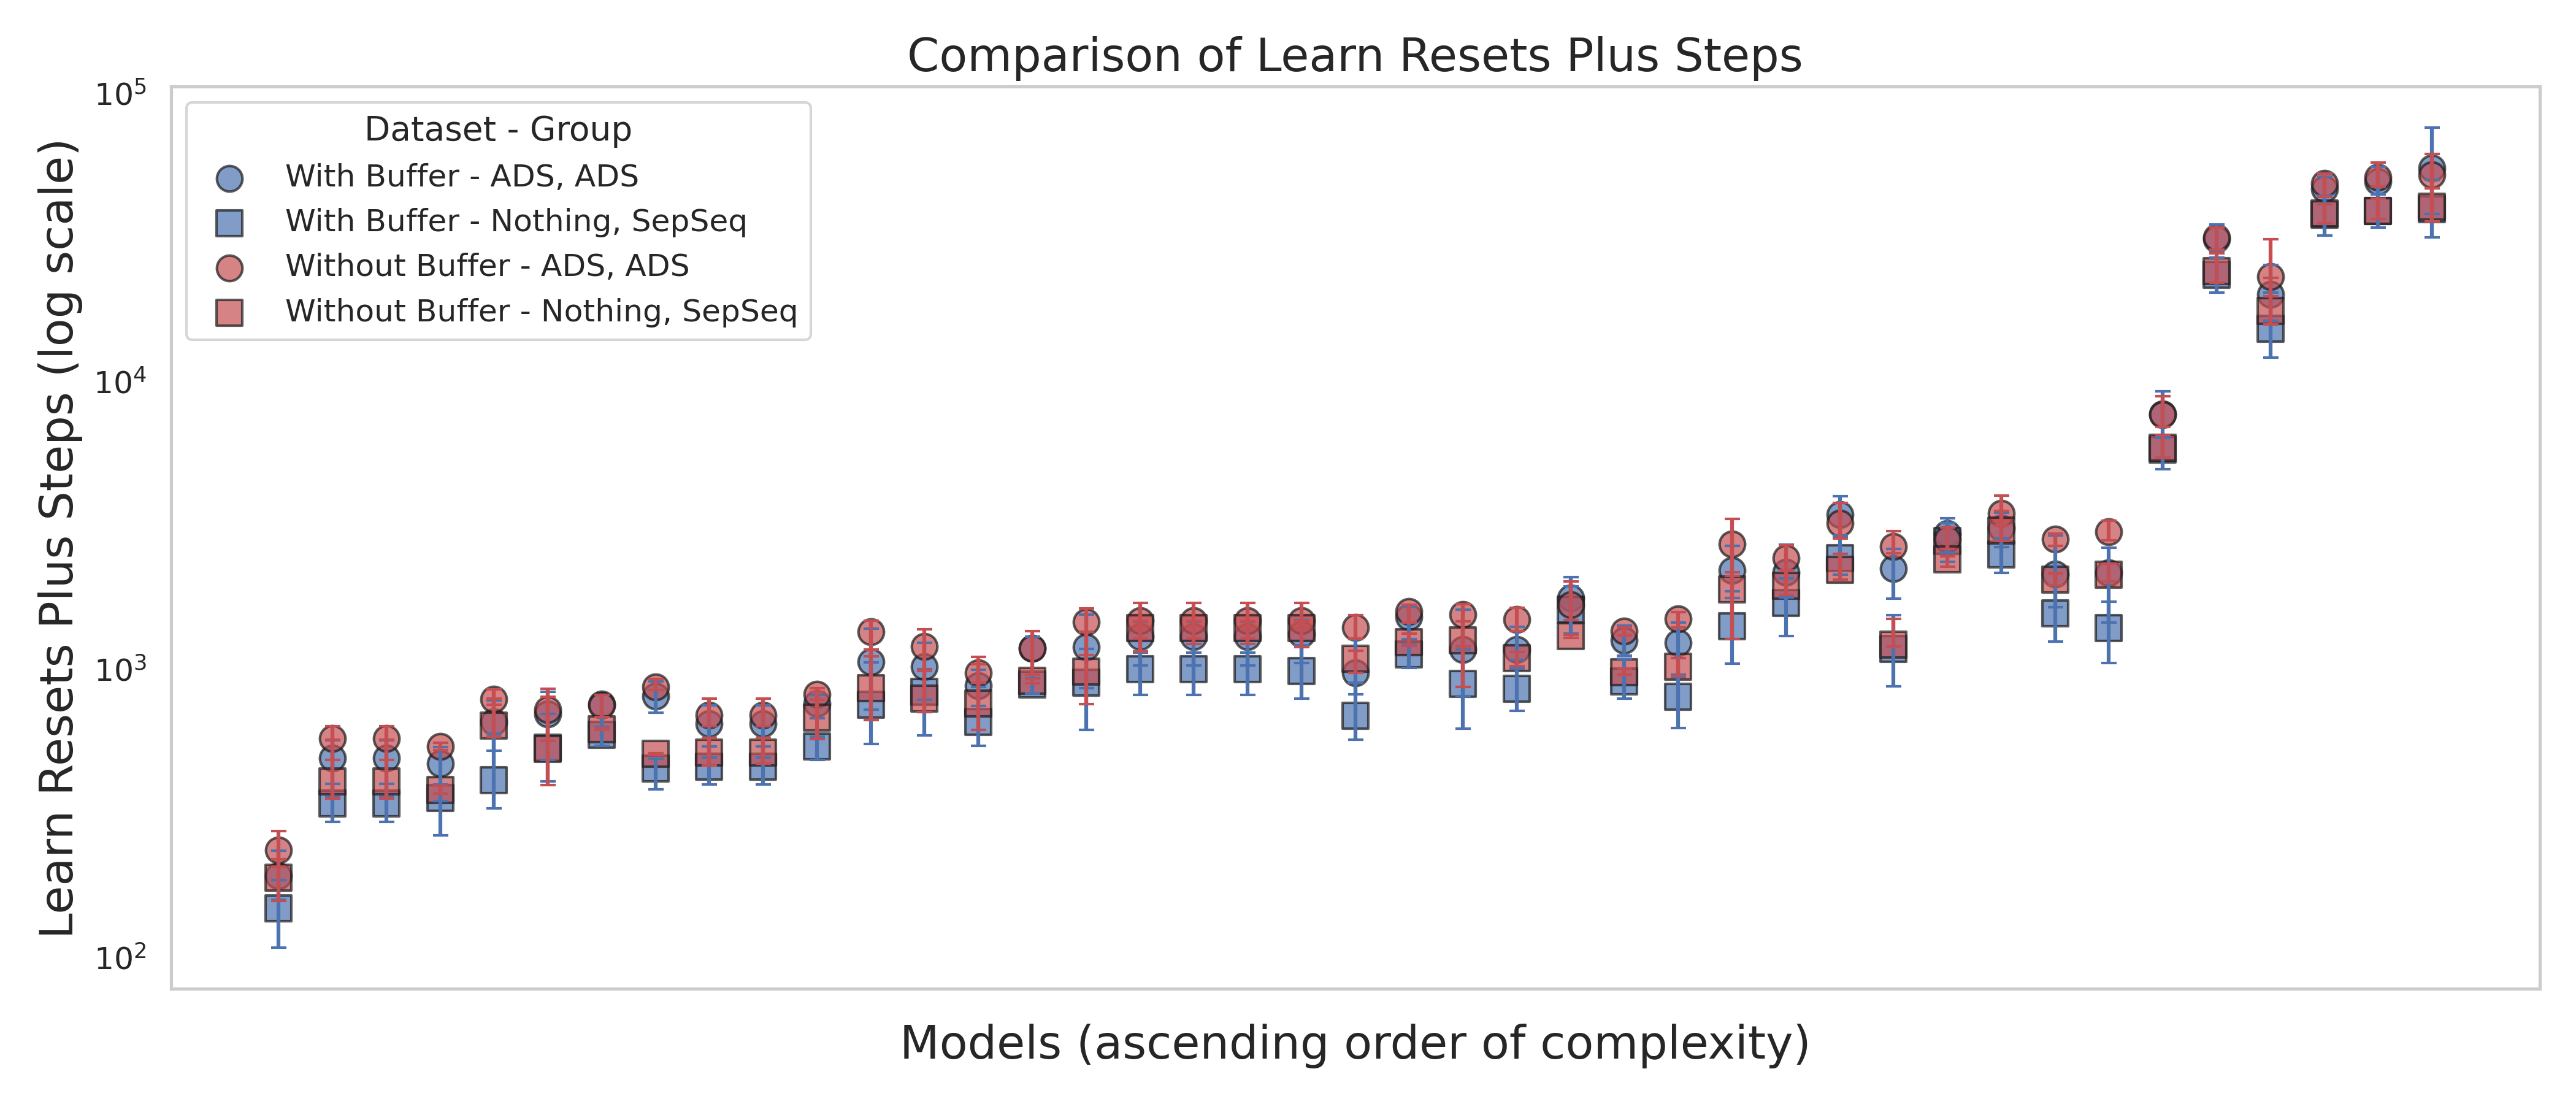 Comparison of Learn Resets Plus Steps
Learn Resets Plus Steps (log scale)
10^5
10^4
10^3
10^2
Dataset - Group
With Buffer - ADS, ADS
With Buffer - Nothing, SepSeq
Without Buffer - ADS, ADS
Without Buffer - Nothing, SepSeq
Models (ascending order of complexity)